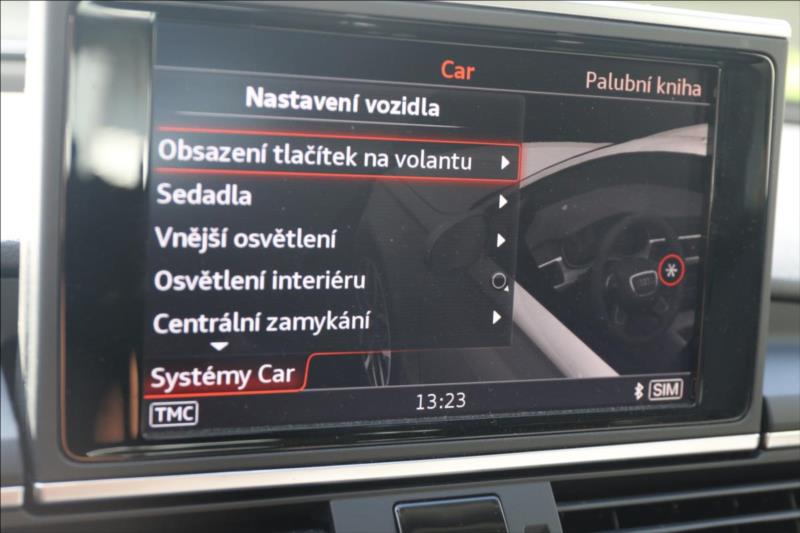 Car
Palubní kniha
Nastavení vozidla
Obsazení tlačítek na volantu
Sedadla
Vnější osvětlení
Osvětlení interiéru
Centrální zamykání
Systémy Car
TMC
13:23
SIM